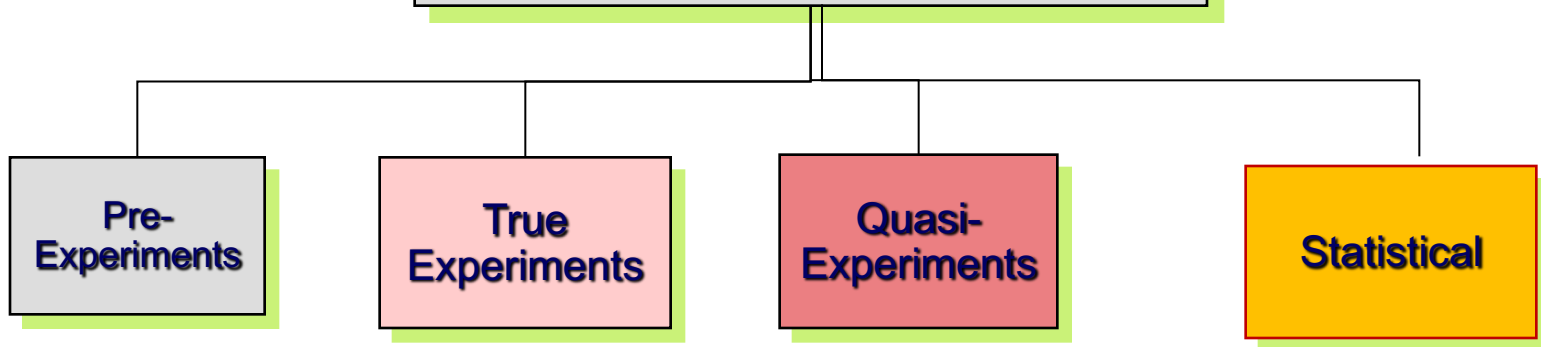 Pre-
Experiments
True
Experiments
Quasi-
Experiments
Statistical